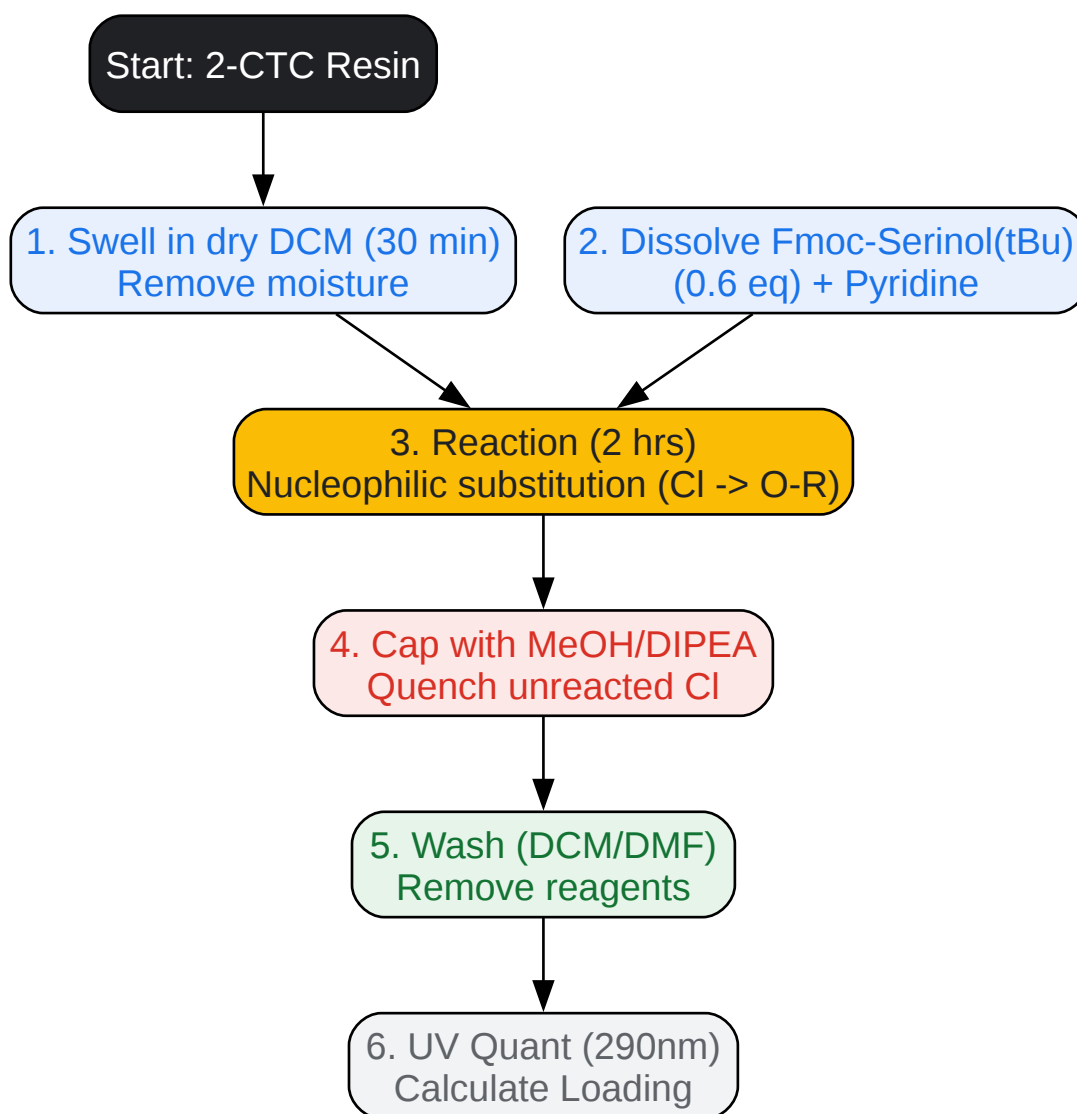 Start: 2-CTC Resin
1. Swell in dry DCM (30 min)
Remove moisture
2. Dissolve Fmoc-Serinol(tBu)
(0.6 eq) + Pyridine
3. Reaction (2 hrs)
Nucleophilic substitution (Cl -> O-R)
4. Cap with MeOH/DIPEA
Quench unreacted Cl
5. Wash (DCM/DMF)
Remove reagents
6. UV Quant (290nm)
Calculate Loading